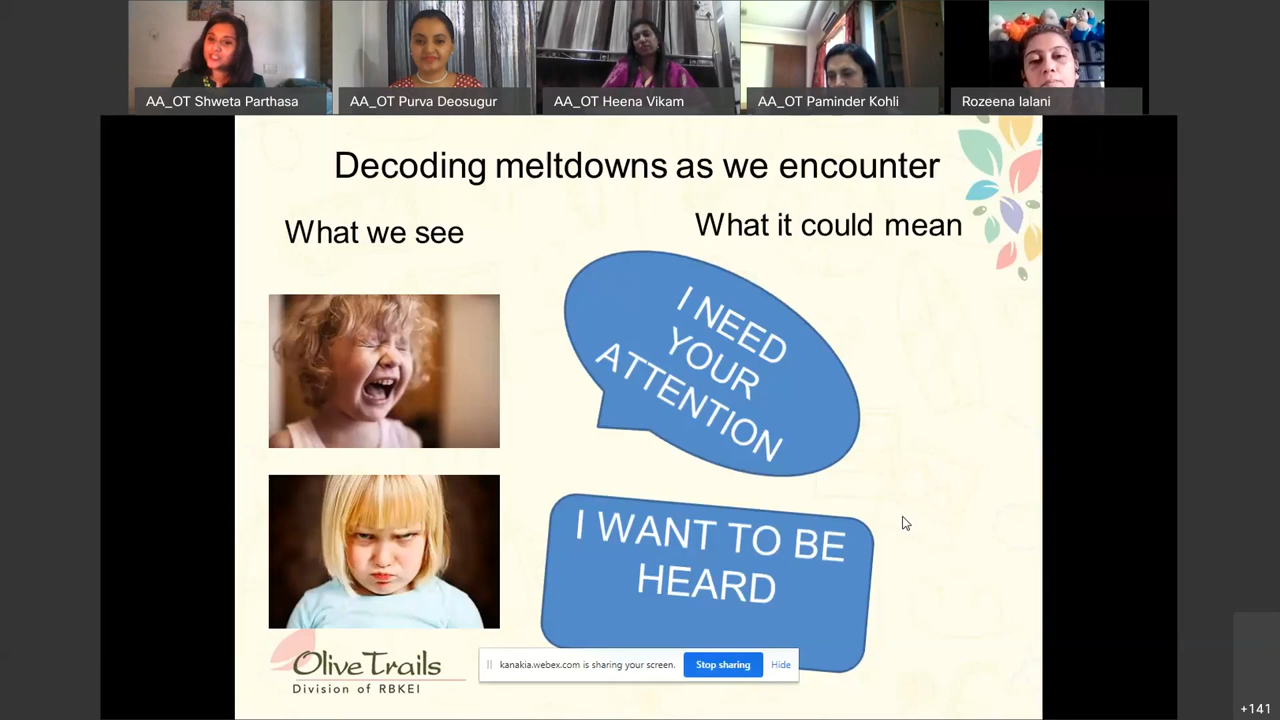 AA_OT Shweta Parthasa
AA_OT Purva Deosugur
AA_OT Heena Vikam
AA_OT Paminder Kohli
Rozeena lalani
Decoding meltdowns as we encounter
What we see
What it could mean
I NEED
YOUR
ATTENTION
I WANT TO BE
HEARD
Olive Trails
Division of RBKEI
kanakia.webex.com is sharing your screen.
Stop sharing
Hide
+141